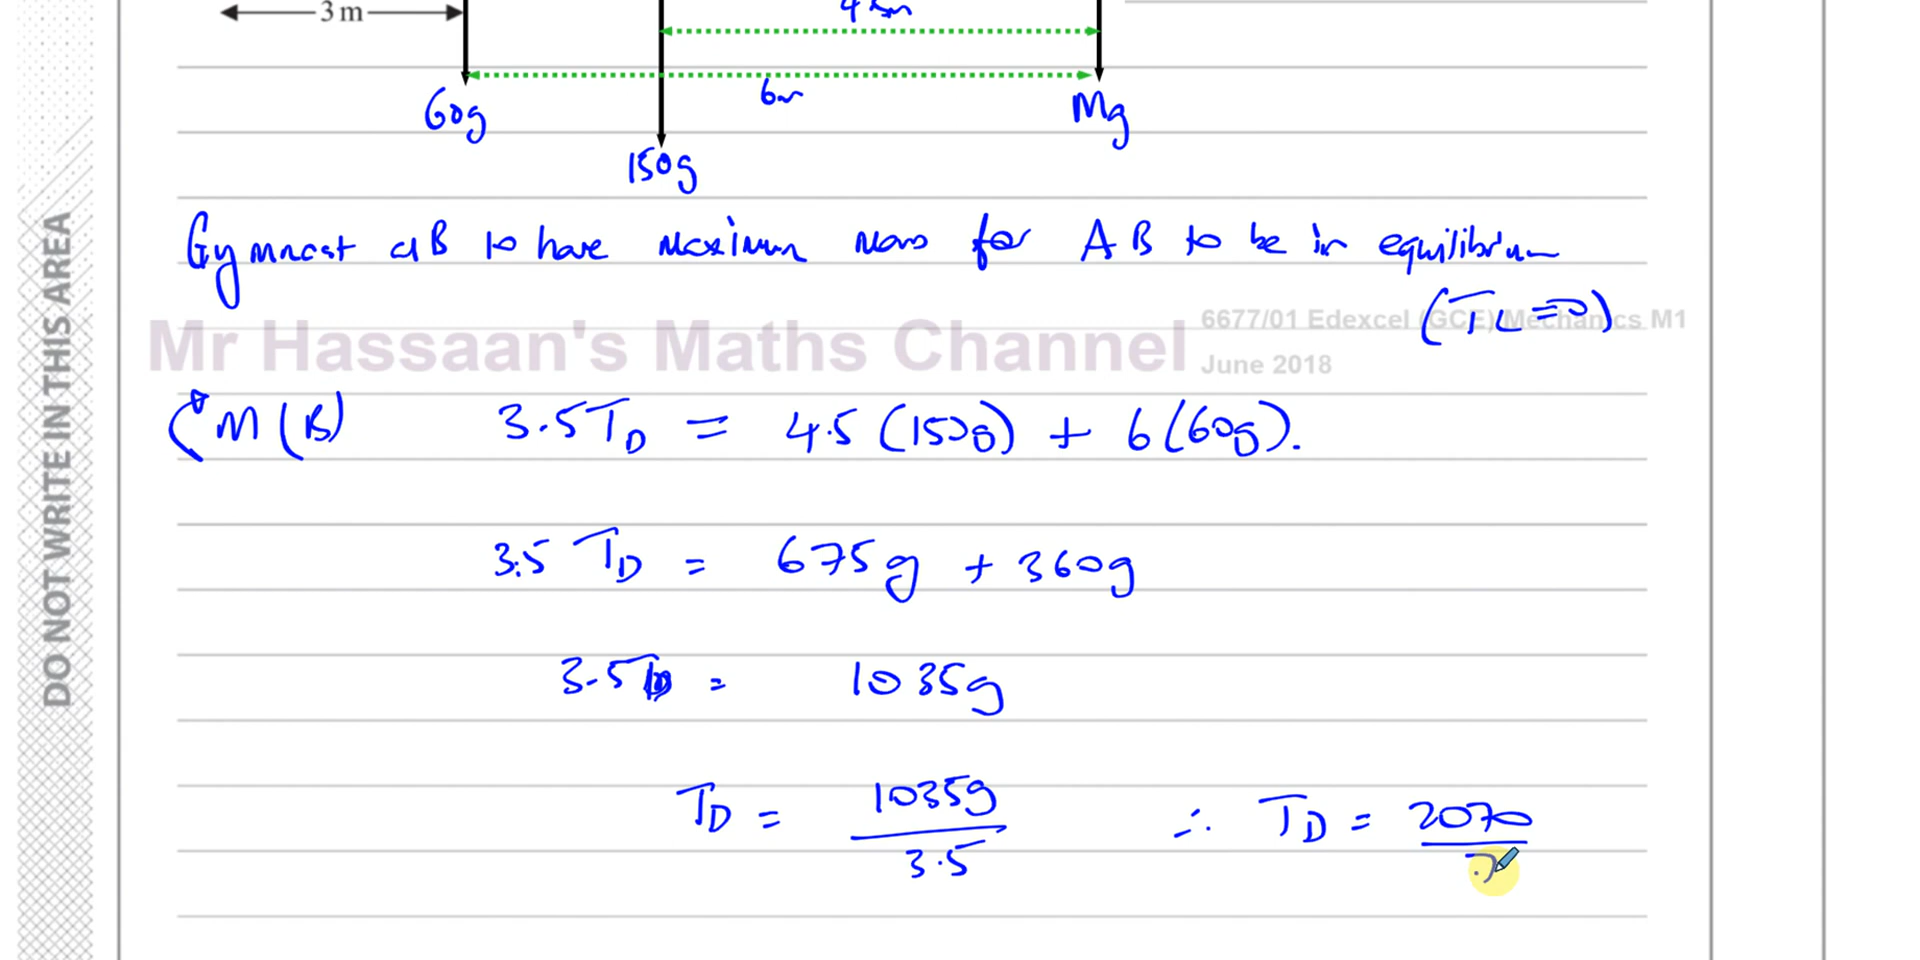 3 m
4.5m
6m
60g
Mg
150g
Gymnast at B to have maximum mass for AB to be in equilibrium
(TC=0)
Mr Hassaan's Maths Channel
6677/01 Edexcel (GCE) Mechanics M1
June 2018
M(B) 3.5TD = 4.5(150g) + 6(60g).
3.5 TD = 675g + 360g
3.5TD = 1035g
TD = 1035g/3.5 ∴ TD = 2070/7
DO NOT WRITE IN THIS AREA